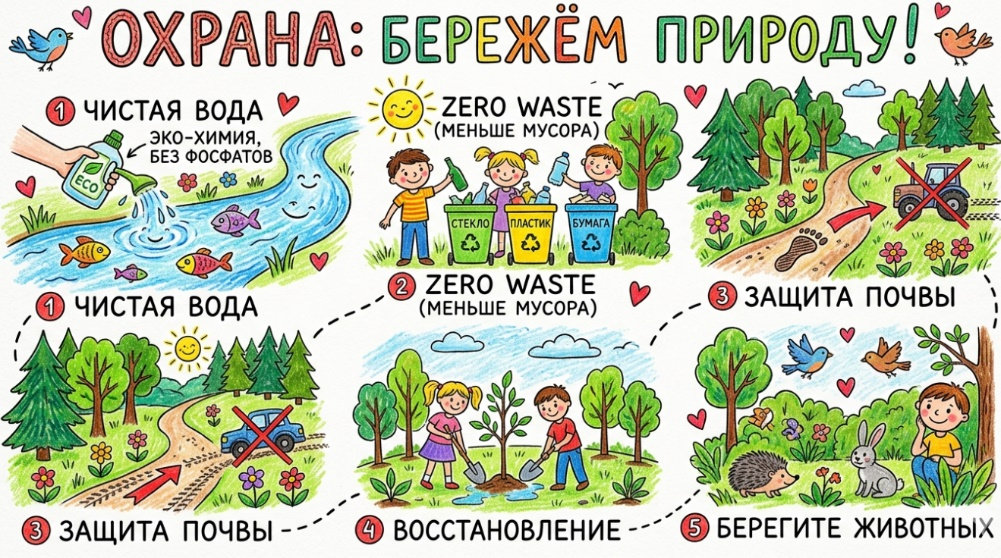 ОХРАНА: БЕРЕЖЁМ ПРИРОДУ!
1 ЧИСТАЯ ВОДА
ЭКО-ХИМИЯ,
БЕЗ ФОСФАТОВ
ECO
ZERO WASTE
(МЕНЬШЕ МУСОРА)
СТЕКЛО
ПЛАСТИК
БУМАГА
1 ЧИСТАЯ ВОДА
2 ZERO WASTE
(МЕНЬШЕ МУСОРА)
3 ЗАЩИТА ПОЧВЫ
3 ЗАЩИТА ПОЧВЫ
4 ВОССТАНОВЛЕНИЕ
5 БЕРЕГИТЕ ЖИВОТНЫХ